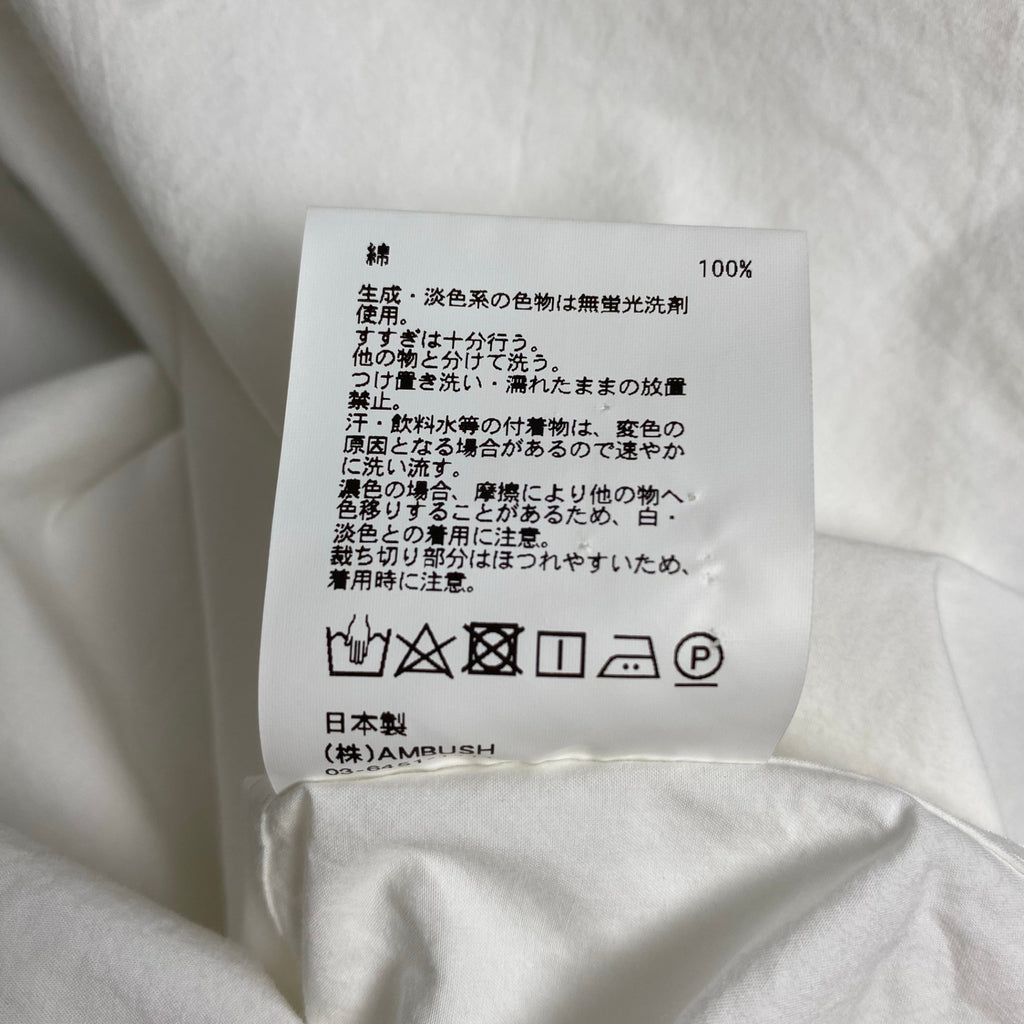 綿 100%
生成・淡色系の色物は無蛍光洗剤
使用。
すすぎは十分行う。
他の物と分けて洗う。
つけ置き洗い・濡れたままの放置
禁止。
汗・飲料水等の付着物は、変色の
原因となる場合があるので速やか
に洗い流す。
濃色の場合、摩擦により他の物へ
色移りすることがあるため、白・
淡色との着用に注意。
裁ち切り部分はほつれやすいため、
着用時に注意。
P
日本製
(株)AMBUSH